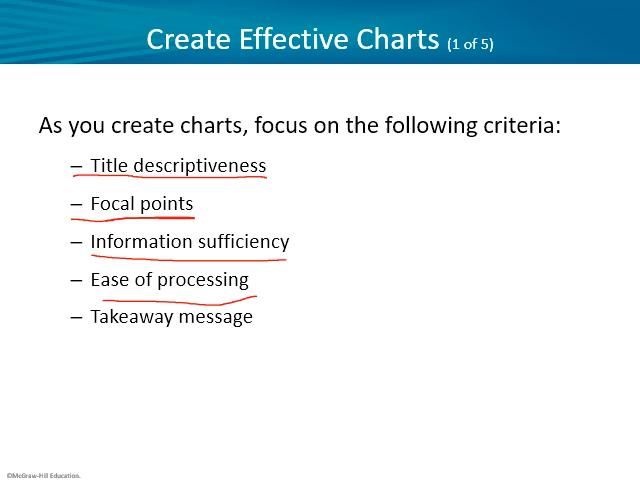 Create Effective Charts (1 of 5)
As you create charts, focus on the following criteria:
– Title descriptiveness
– Focal points
– Information sufficiency
– Ease of processing
– Takeaway message
©McGraw-Hill Education.